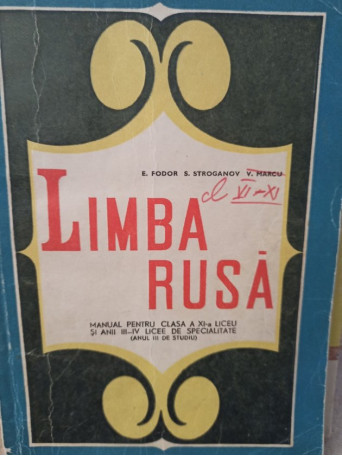 E. FODOR S. STROGANOV V. MARCU
cl VI-XI
LIMBA
RUSĂ
MANUAL PENTRU CLASA A XI-a LICEU
ȘI ANII III-IV LICEE DE SPECIALITATE
(ANUL III DE STUDIU)